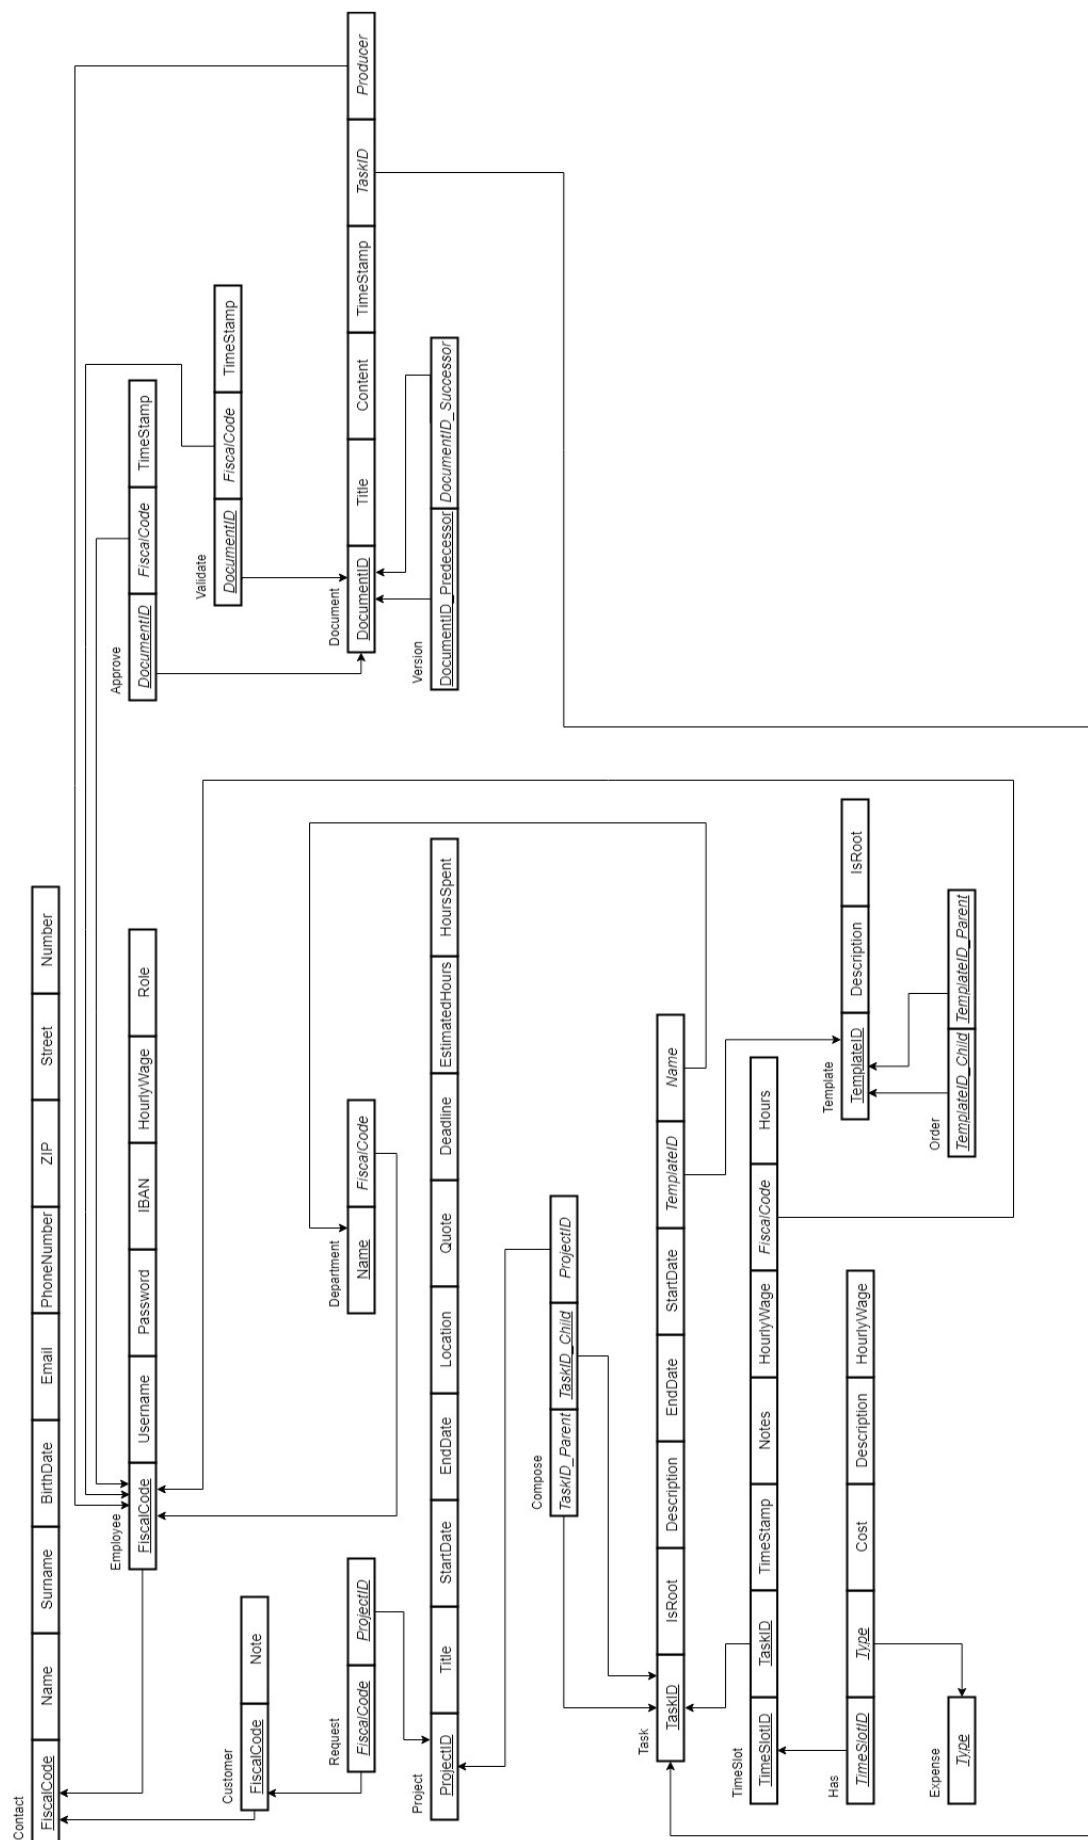 Contact
FiscalCode Name Surname BirthDate Email PhoneNumber ZIP Street Number
Employee
FiscalCode Username Password IBAN HourlyWage Role
Approve
DocumentID FiscalCode TimeStamp
Validate
DocumentID FiscalCode TimeStamp
Customer
FiscalCode Note
Request
FiscalCode ProjectID
Department
Name FiscalCode
Document
DocumentID Title Content TimeStamp TaskID Producer
Project
ProjectID Title StartDate EndDate Location Quote Deadline EstimatedHours HoursSpent
Version
DocumentID_Predecessor DocumentID_Successor
Compose
TaskID_Parent TaskID_Child ProjectID
Task
TaskID IsRoot Description EndDate StartDate TemplateID Name
TimeSlot
TimeSlotID TaskID TimeStamp Notes HourlyWage FiscalCode Hours
Template
TemplateID Description IsRoot
Has
TimeSlotID Type Cost Description HourlyWage
Order
TemplateID_Child TemplateID_Parent
Expense
Type